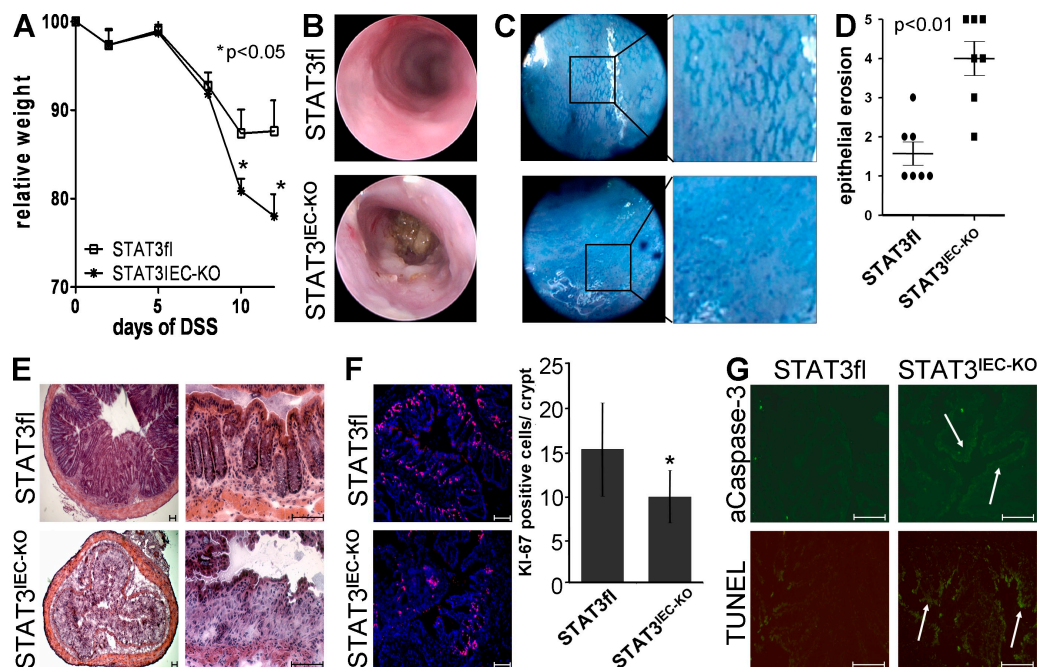 A
100
90
80
70
relative weight
*p<0.05
STAT3fl
STAT3IEC-KO
0
5
10
days of DSS
*
*
B
STAT3fl
STAT3IEC-KO
C
D
5
4
3
2
1
0
epithelial erosion
p<0.01
STAT3fl
STAT3IEC-KO
E
STAT3fl
STAT3IEC-KO
F
STAT3fl
STAT3IEC-KO
KI-67 positive cells/ crypt
25
20
15
10
5
0
*
STAT3fl
STAT3IEC-KO
G
STAT3fl
STAT3IEC-KO
aCaspase-3
TUNEL